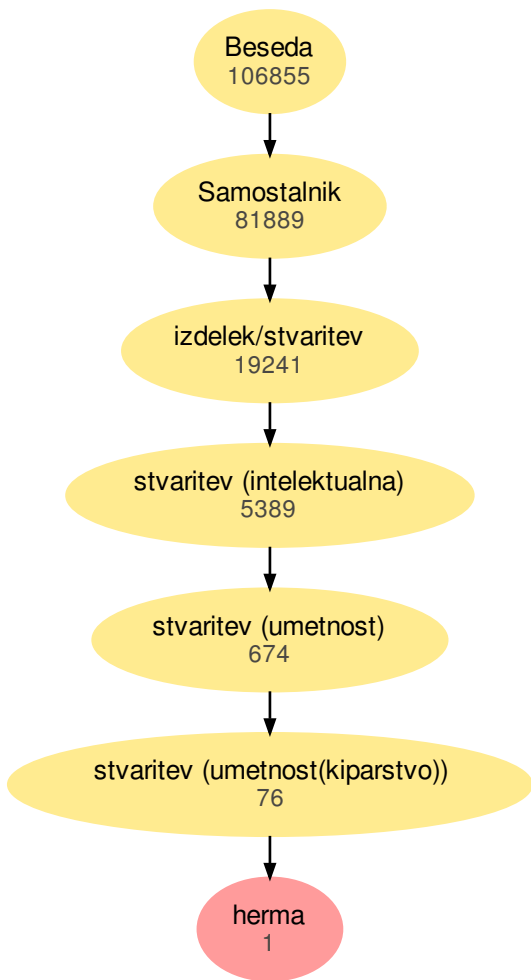 Beseda
106855
Samostalnik
81889
izdelek/stvaritev
19241
stvaritev (intelektualna)
5389
stvaritev (umetnost)
674
stvaritev (umetnost(kiparstvo))
76
herma
1